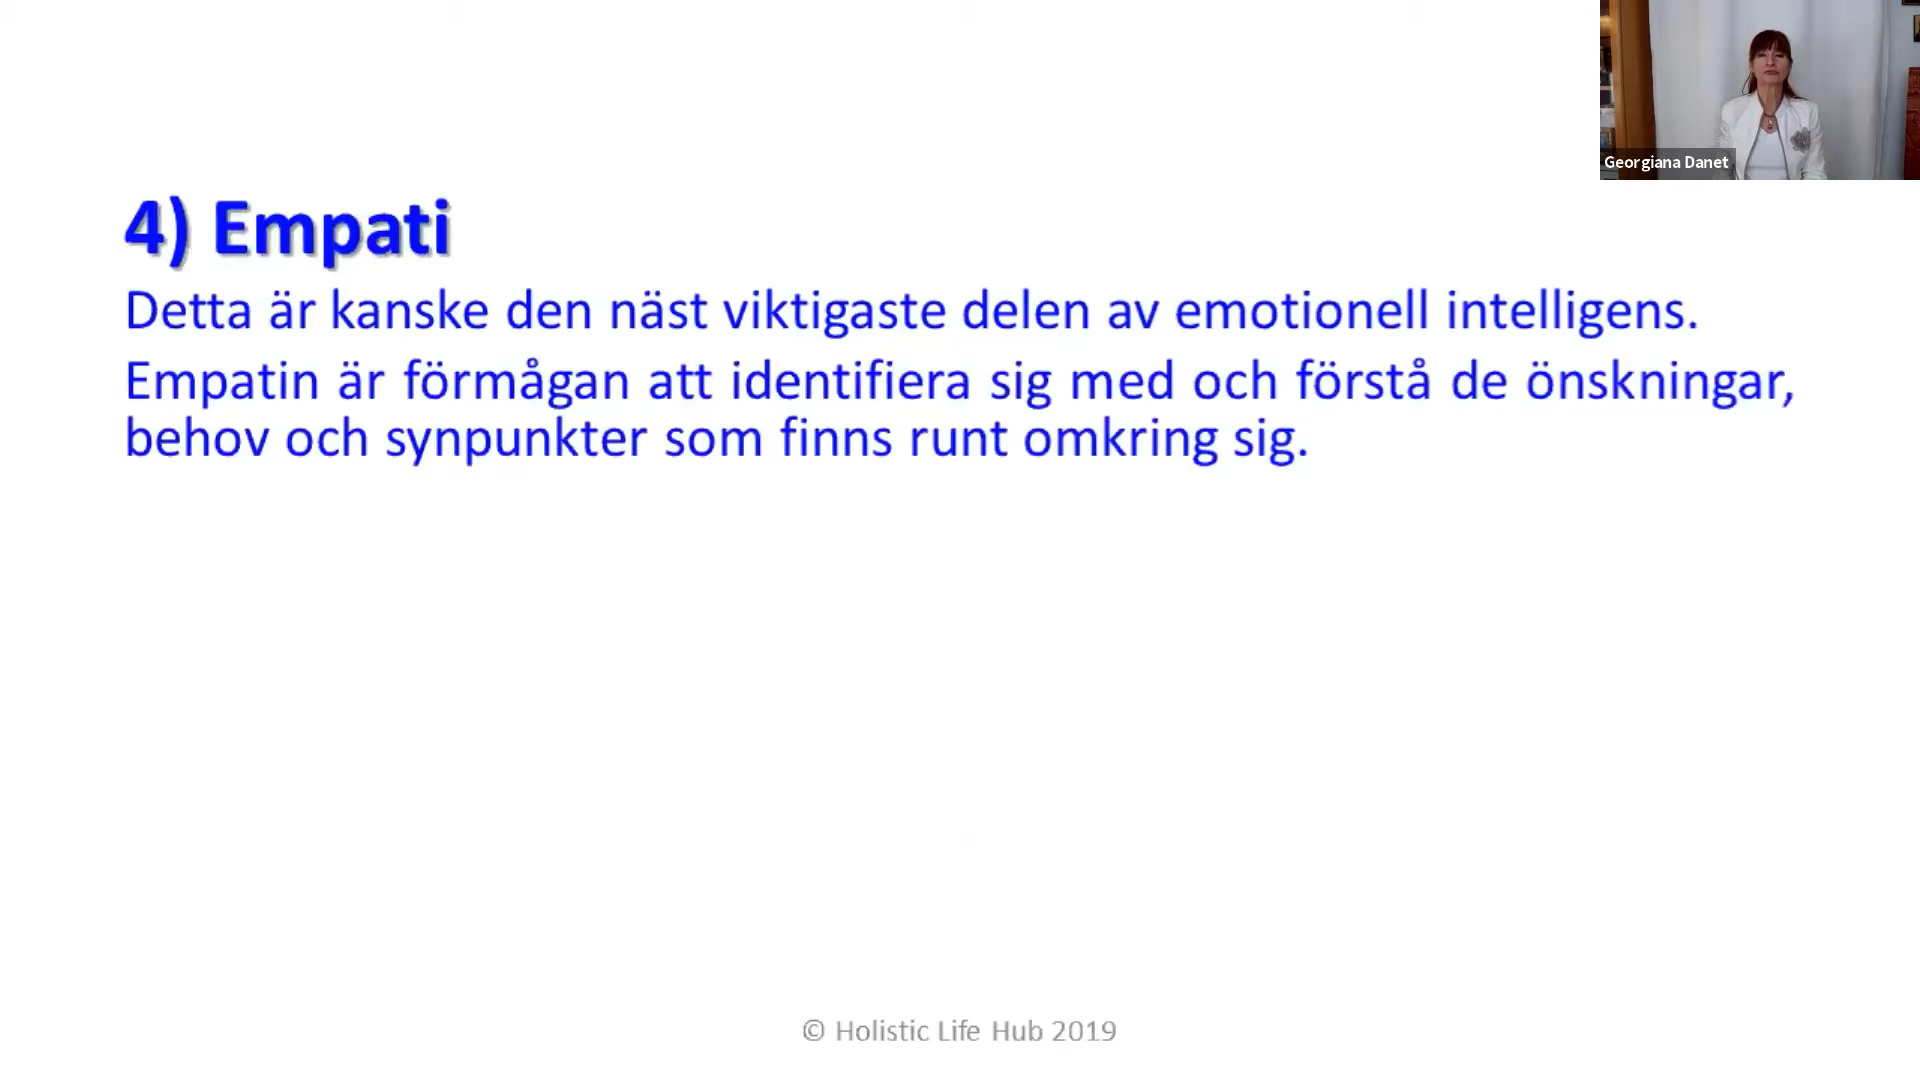 Georgiana Danet
4) Empati
Detta är kanske den näst viktigaste delen av emotionell intelligens.
Empatin är förmågan att identifiera sig med och förstå de önskningar,
behov och synpunkter som finns runt omkring sig.
© Holistic Life Hub 2019